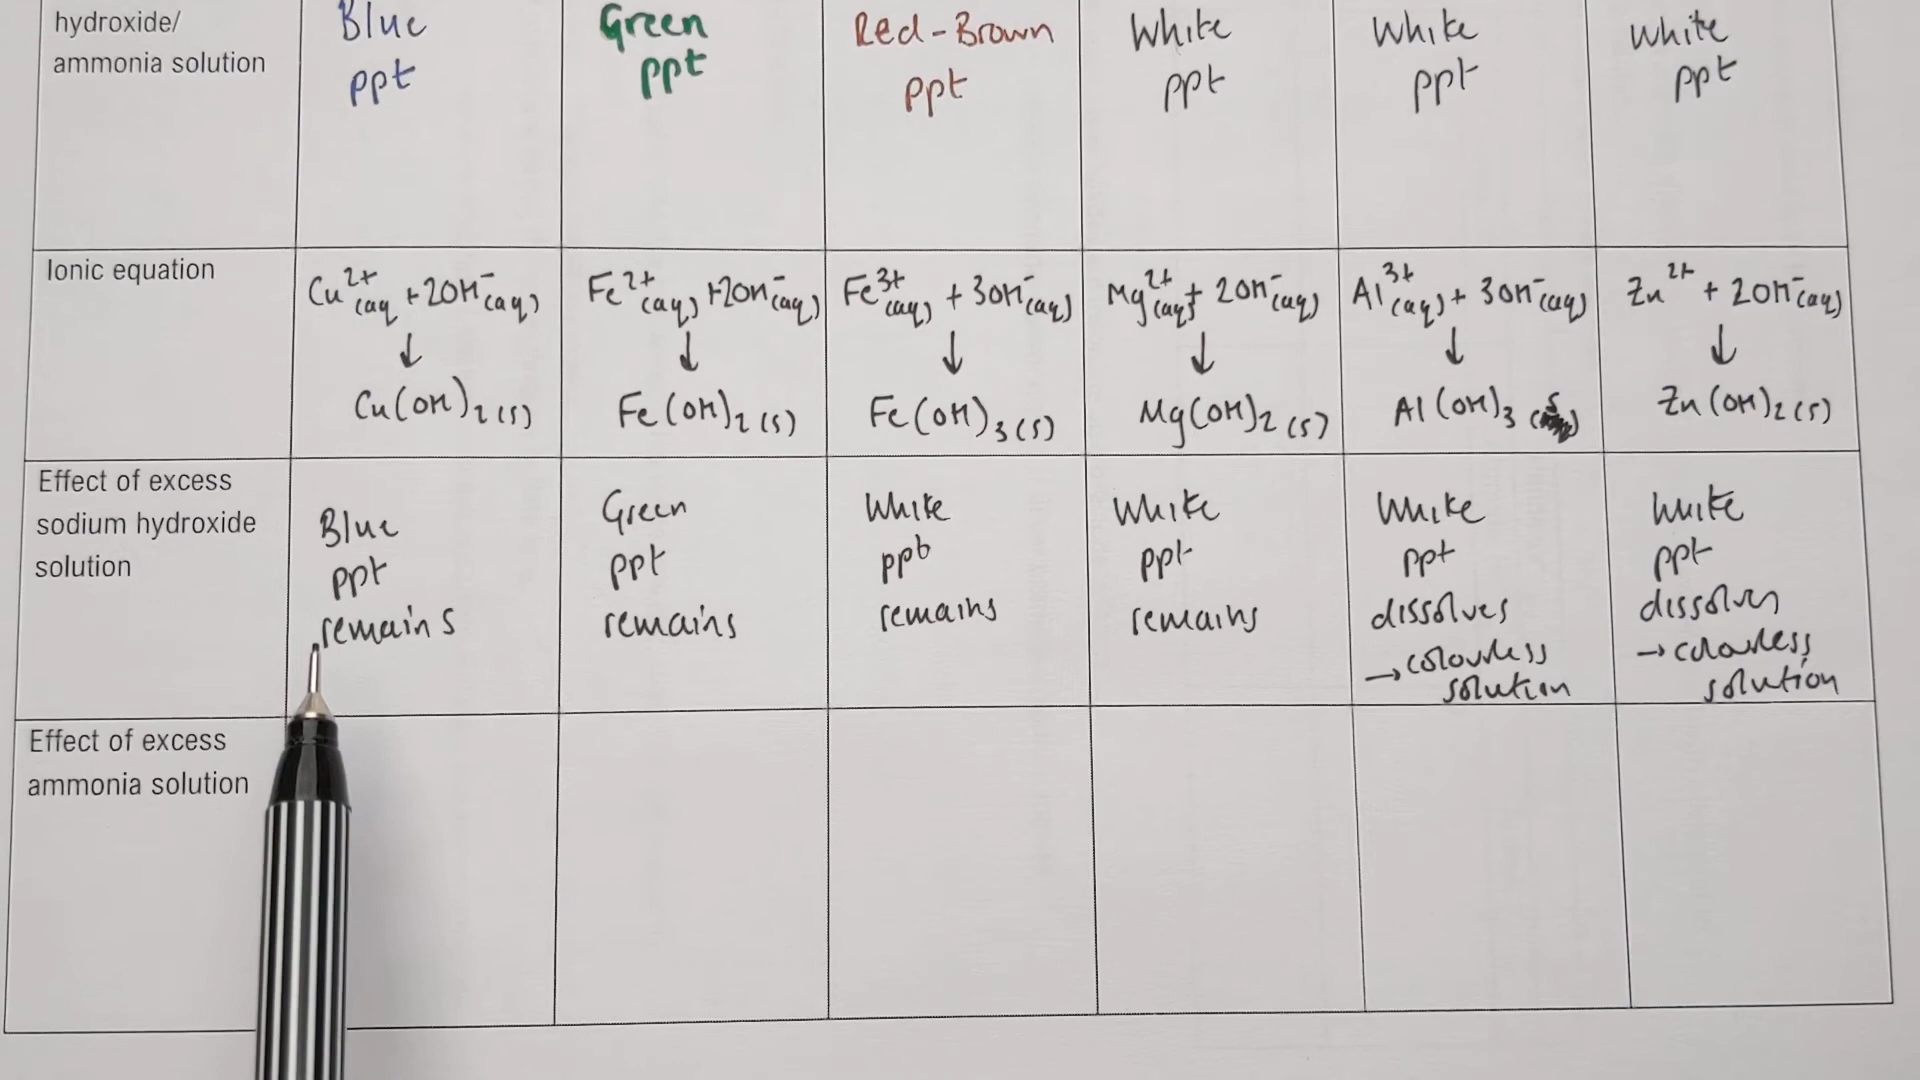 hydroxide/
ammonia solution
Blue
ppt
Green
ppt
Red-Brown
ppt
White
ppt
White
ppt
White
ppt
Ionic equation
Cu2+(aq + 2OH-(aq)
↓
Cu(OH)2(s)
Fe2+(aq) + 2OH-(aq)
↓
Fe(OH)2(s)
Fe3+(aq) + 3OH-(aq)
↓
Fe(OH)3(s)
Mg2+(aq) + 2OH-(aq)
↓
Mg(OH)2(s)
Al3+(aq) + 3OH-(aq)
↓
Al(OH)3(s)
Zn2+ + 2OH-(aq)
↓
Zn(OH)2(s)
Effect of excess
sodium hydroxide
solution
Blue
ppt
remains
Green
ppt
remains
White
ppt
remains
White
ppt
remains
White
ppt
dissolves
→ colourless
solution
White
ppt
dissolves
→ colourless
solution
Effect of excess
ammonia solution